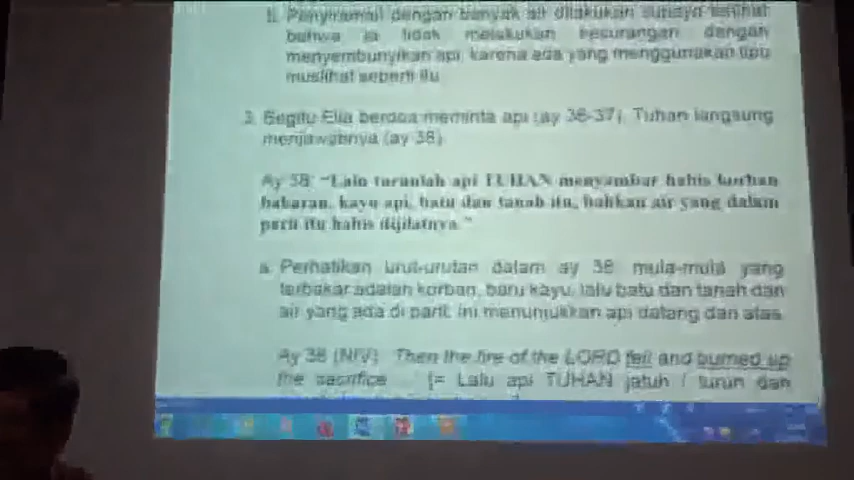 b. Penyiraman dengan banyak air dilakukan supaya terlihat
bahwa ia tidak melakukan kecurangan dengan
menyembunyikan api, karena ada yang menggunakan tipu
muslihat seperti itu.
3. Begitu Elia berdoa meminta api (ay 36-37), Tuhan langsung
menjawabnya (ay 38).
Ay 38: “Lalu turunlah api TUHAN menyambar habis korban
bakaran, kayu api, batu dan tanah itu, bahkan air yang dalam
parit itu habis dijilatnya.”
a. Perhatikan urut-urutan dalam ay 38: mula-mula yang
terbakar adalah korban, baru kayu, lalu batu dan tanah dan
air yang ada di parit. ini menunjukkan api datang dari atas.
Ay 38 (NIV): Then the fire of the LORD fell and burned up
the sacrifice ... (= Lalu api TUHAN jatuh / turun dan